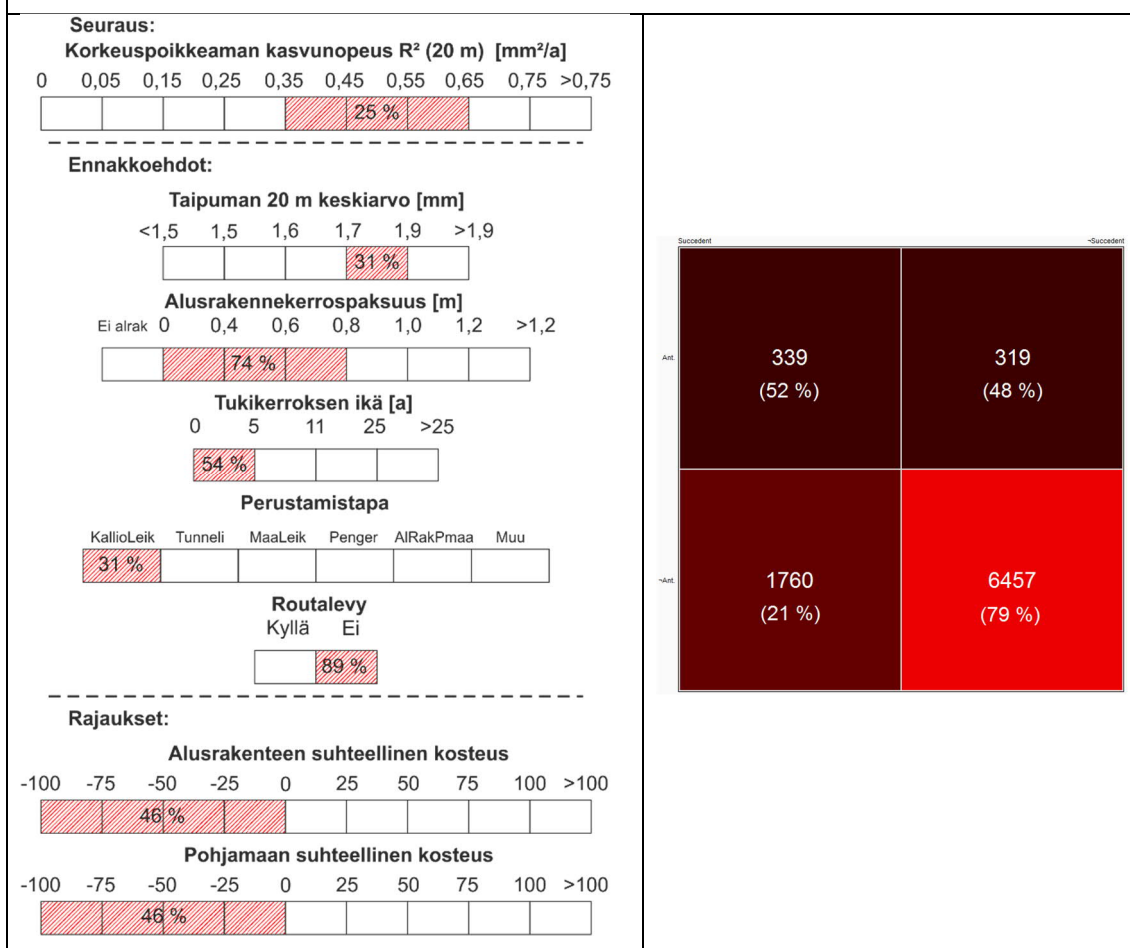 Seuraus:
Korkeuspoikkeaman kasvunopeus R² (20 m) [mm²/a]
0 0,05 0,15 0,25 0,35 0,45 0,55 0,65 0,75 >0,75
25 %
Ennakkoehdot:
Taipuman 20 m keskiarvo [mm]
<1,5 1,5 1,6 1,7 1,9 >1,9
31 %
Alusrakennekerrospaksuus [m]
Ei alrak 0 0,4 0,6 0,8 1,0 1,2 >1,2
74 %
Tukikerroksen ikä [a]
0 5 11 25 >25
54 %
Perustamistapa
KallioLeik Tunneli MaaLeik Penger AlRakPmaa Muu
31 %
Routalevy
Kyllä Ei
89 %
Rajaukset:
Alusrakenteen suhteellinen kosteus
-100 -75 -50 -25 0 25 50 75 100 >100
46 %
Pohjamaan suhteellinen kosteus
-100 -75 -50 -25 0 25 50 75 100 >100
46 %
Succedent ¬Succedent
Ant.
339 319
(52 %) (48 %)
¬Ant.
1760 6457
(21 %) (79 %)